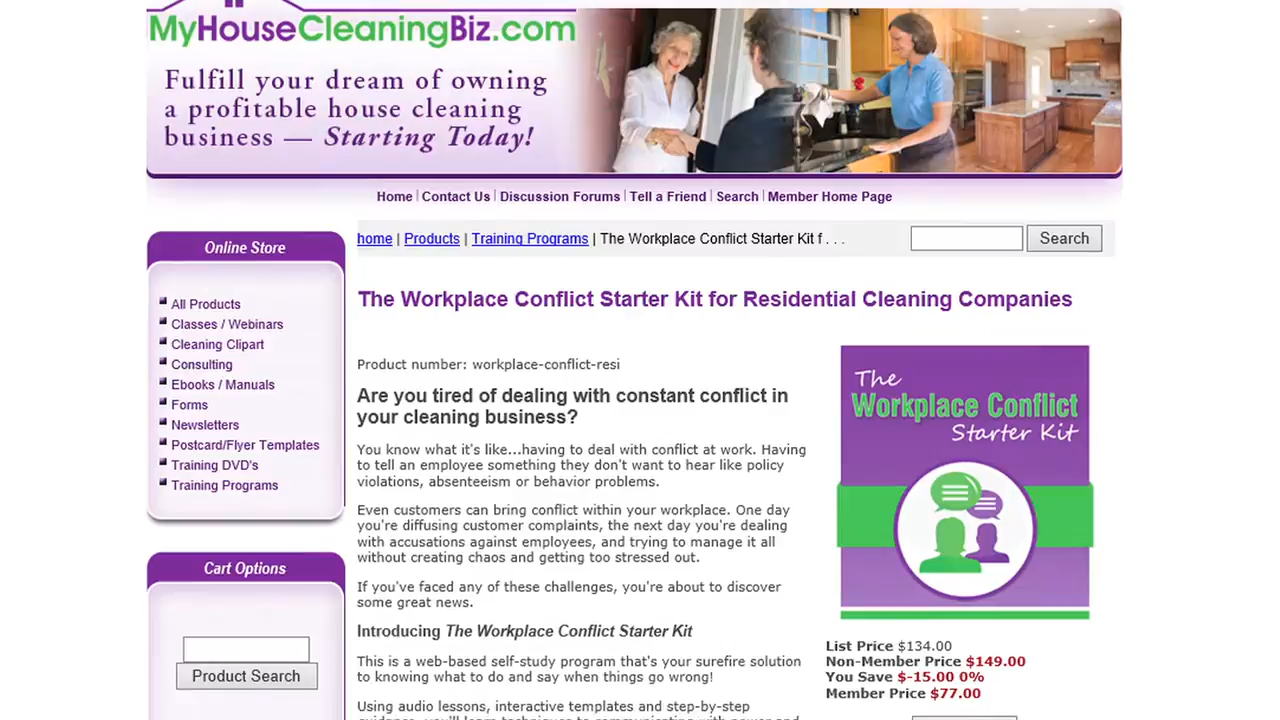 MyHouseCleaningBiz.com
Fulfill your dream of owning
a profitable house cleaning
business — Starting Today!
Home | Contact Us | Discussion Forums | Tell a Friend | Search | Member Home Page
Online Store
All Products
Classes / Webinars
Cleaning Clipart
Consulting
Ebooks / Manuals
Forms
Newsletters
Postcard/Flyer Templates
Training DVD's
Training Programs
Cart Options
Product Search
home | Products | Training Programs | The Workplace Conflict Starter Kit f . . .
Search
The Workplace Conflict Starter Kit for Residential Cleaning Companies
Product number: workplace-conflict-resi
Are you tired of dealing with constant conflict in
your cleaning business?
You know what it's like...having to deal with conflict at work. Having
to tell an employee something they don't want to hear like policy
violations, absenteeism or behavior problems.
Even customers can bring conflict within your workplace. One day
you're diffusing customer complaints, the next day you're dealing
with accusations against employees, and trying to manage it all
without creating chaos and getting too stressed out.
If you've faced any of these challenges, you're about to discover
some great news.
Introducing The Workplace Conflict Starter Kit
This is a web-based self-study program that's your surefire solution
to knowing what to do and say when things go wrong!
Using audio lessons, interactive templates and step-by-step
The
Workplace Conflict
Starter Kit
List Price $134.00
Non-Member Price $149.00
You Save $-15.00 0%
Member Price $77.00